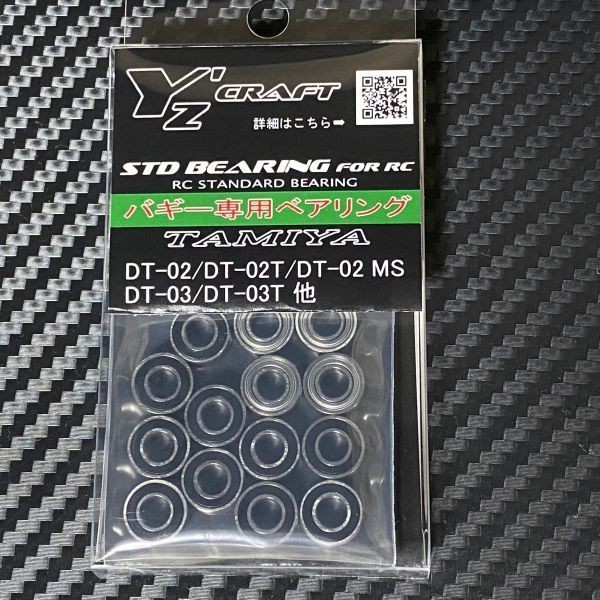 Y'z CRAFT
詳細はこちら➡
STD BEARING FOR RC
RC STANDARD BEARING
バギー専用ベアリング
TAMIYA
DT-02/DT-02T/DT-02 MS
DT-03/DT-03T 他